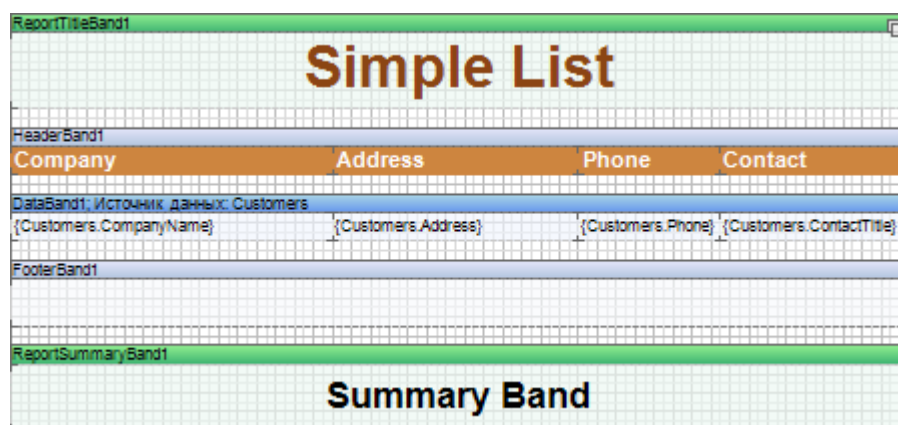 ReportTitleBand1
Simple List
HeaderBand1
Company Address Phone Contact
DataBand1; Источник данных: Customers
{Customers.CompanyName} {Customers.Address} {Customers.Phone} {Customers.ContactTitle}
FooterBand1
ReportSummaryBand1
Summary Band